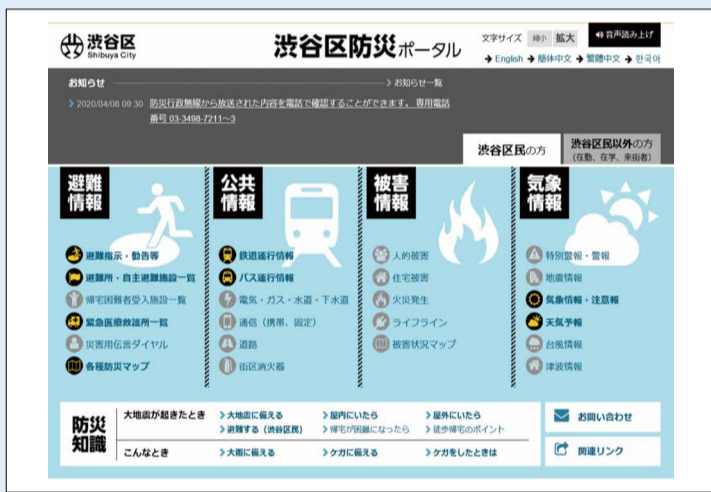 渋谷区
Shibuya City
渋谷区防災ポータル
文字サイズ 縮小 拡大 音声読み上げ
English 簡体中文 繁體中文 한국어
お知らせ お知らせ一覧
2020/04/08 09:30 防災行政無線から放送された内容を電話で確認することができます。 専用電話
番号 03-3498-7211～3
渋谷区民の方
渋谷区民以外の方
(在勤、在学、来街者)
避難
情報
避難指示・勧告等
避難所・自主避難施設一覧
帰宅困難者受入施設一覧
緊急医療救護所一覧
災害用伝言ダイヤル
各種防災マップ
公共
情報
鉄道運行情報
バス運行情報
電気・ガス・水道・下水道
通信（携帯、固定）
道路
街区消火器
被害
情報
人的被害
住宅被害
火災発生
ライフライン
被害状況マップ
気象
情報
特別警報・警報
地震情報
気象情報・注意報
天気予報
台風情報
津波情報
防災
知識
大地震が起きたとき 大地震に備える 屋内にいたら 屋外にいたら
避難する（渋谷区民） 帰宅が困難になったら 徒歩帰宅のポイント
こんなとき 大雨に備える ケガに備える ケガをしたときは
お問い合わせ
関連リンク